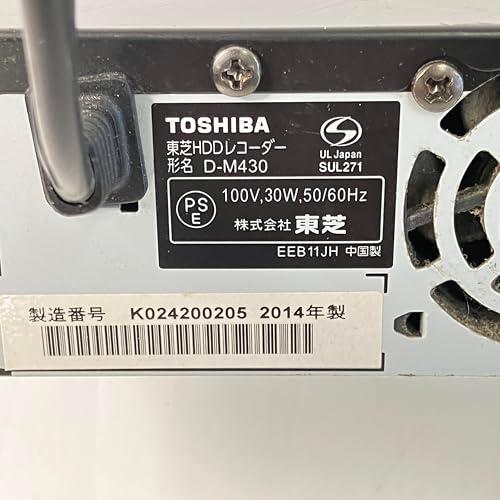 TOSHIBA
東芝HDDレコーダー
形名 D-M430
UL Japan
SUL271
PS
E
100V,30W,50/60Hz
株式会社 東芝
EEB11JH 中国製
製造番号 K024200205 2014年製